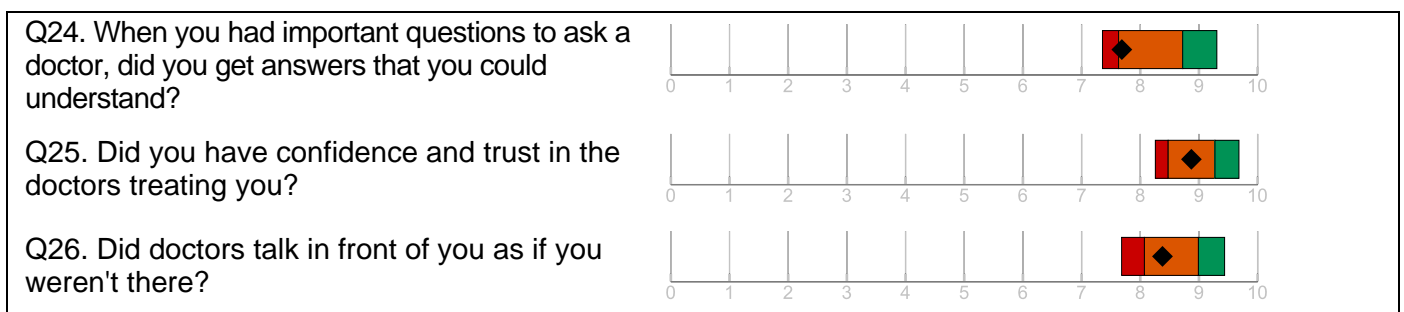 Q24. When you had important questions to ask a
doctor, did you get answers that you could
understand?
0 1 2 3 4 5 6 7 8 9 10
Q25. Did you have confidence and trust in the
doctors treating you?
0 1 2 3 4 5 6 7 8 9 10
Q26. Did doctors talk in front of you as if you
weren't there?
0 1 2 3 4 5 6 7 8 9 10